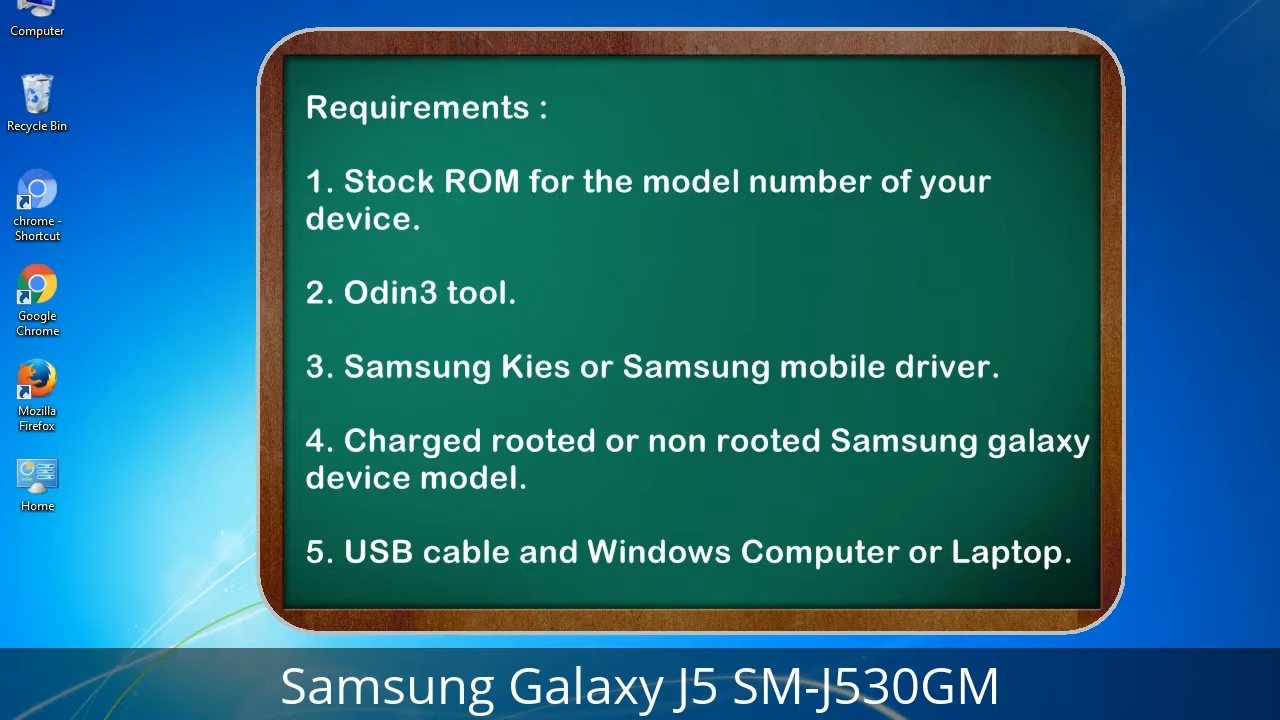 Computer
Recycle Bin
chrome -
Shortcut
Google
Chrome
Mozilla
Firefox
Home
Requirements :
1. Stock ROM for the model number of your
device.
2. Odin3 tool.
3. Samsung Kies or Samsung mobile driver.
4. Charged rooted or non rooted Samsung galaxy
device model.
5. USB cable and Windows Computer or Laptop.
Samsung Galaxy J5 SM-J530GM